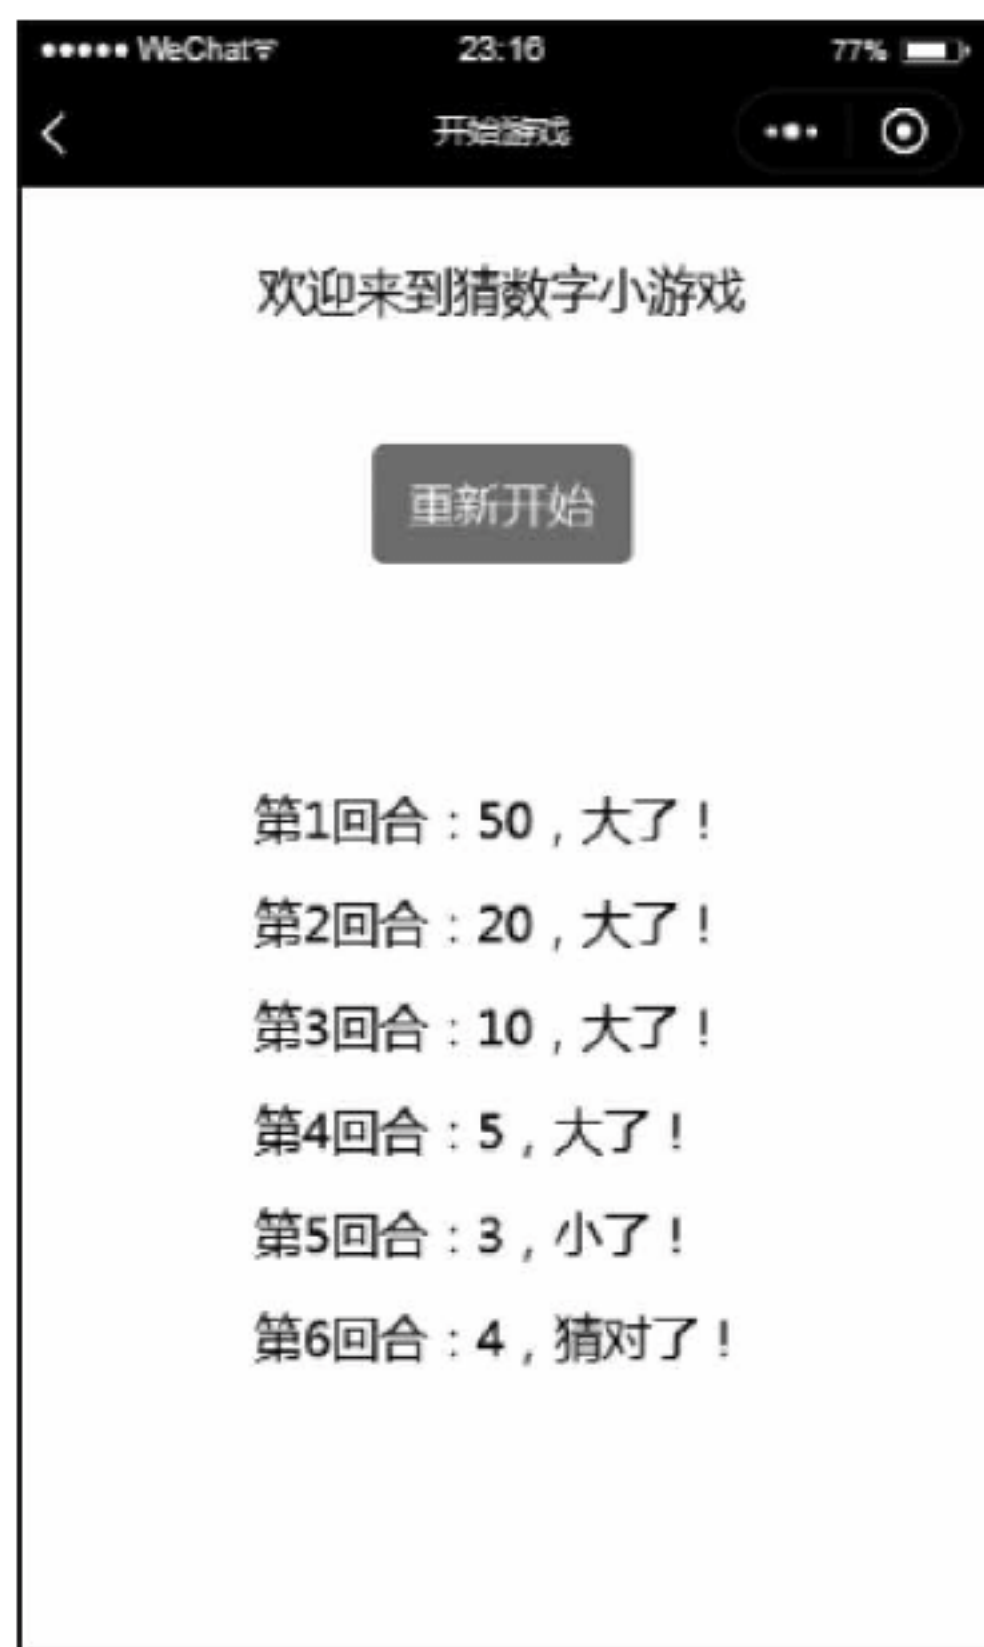 WeChat 23:16 77%
开始游戏
欢迎来到猜数字小游戏
重新开始
第1回合：50，大了！
第2回合：20，大了！
第3回合：10，大了！
第4回合：5，大了！
第5回合：3，小了！
第6回合：4，猜对了！